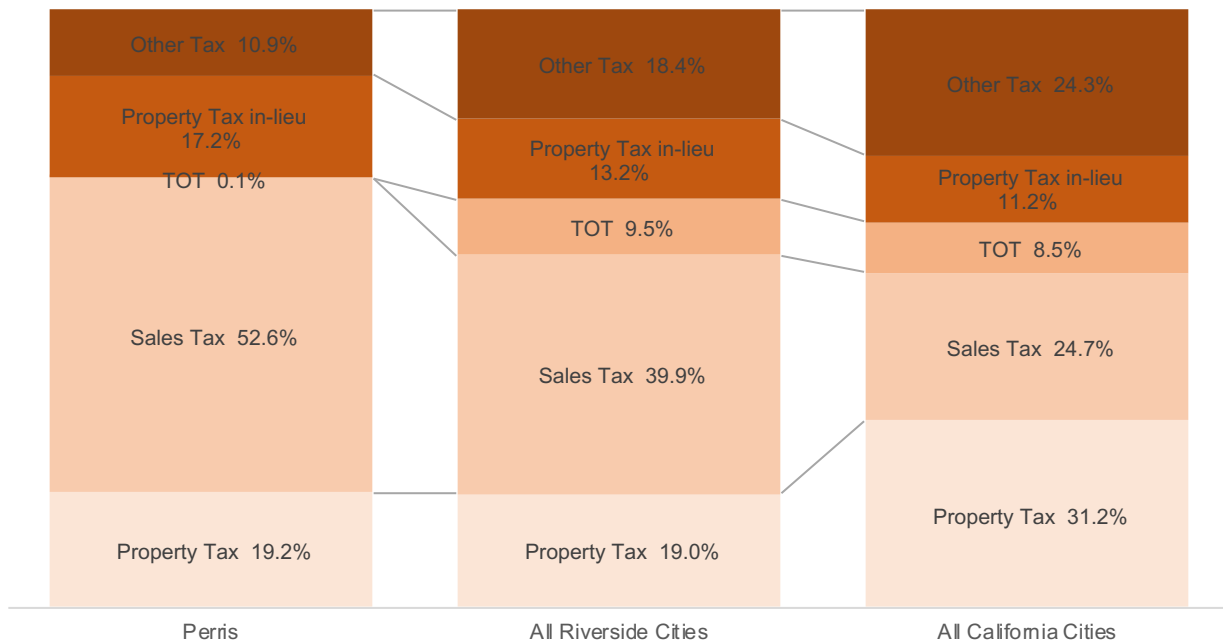 Other Tax 10.9%
Property Tax in-lieu
17.2%
TOT 0.1%
Sales Tax 52.6%
Property Tax 19.2%
Perris
Other Tax 18.4%
Property Tax in-lieu
13.2%
TOT 9.5%
Sales Tax 39.9%
Property Tax 19.0%
All Riverside Cities
Other Tax 24.3%
Property Tax in-lieu
11.2%
TOT 8.5%
Sales Tax 24.7%
Property Tax 31.2%
All California Cities